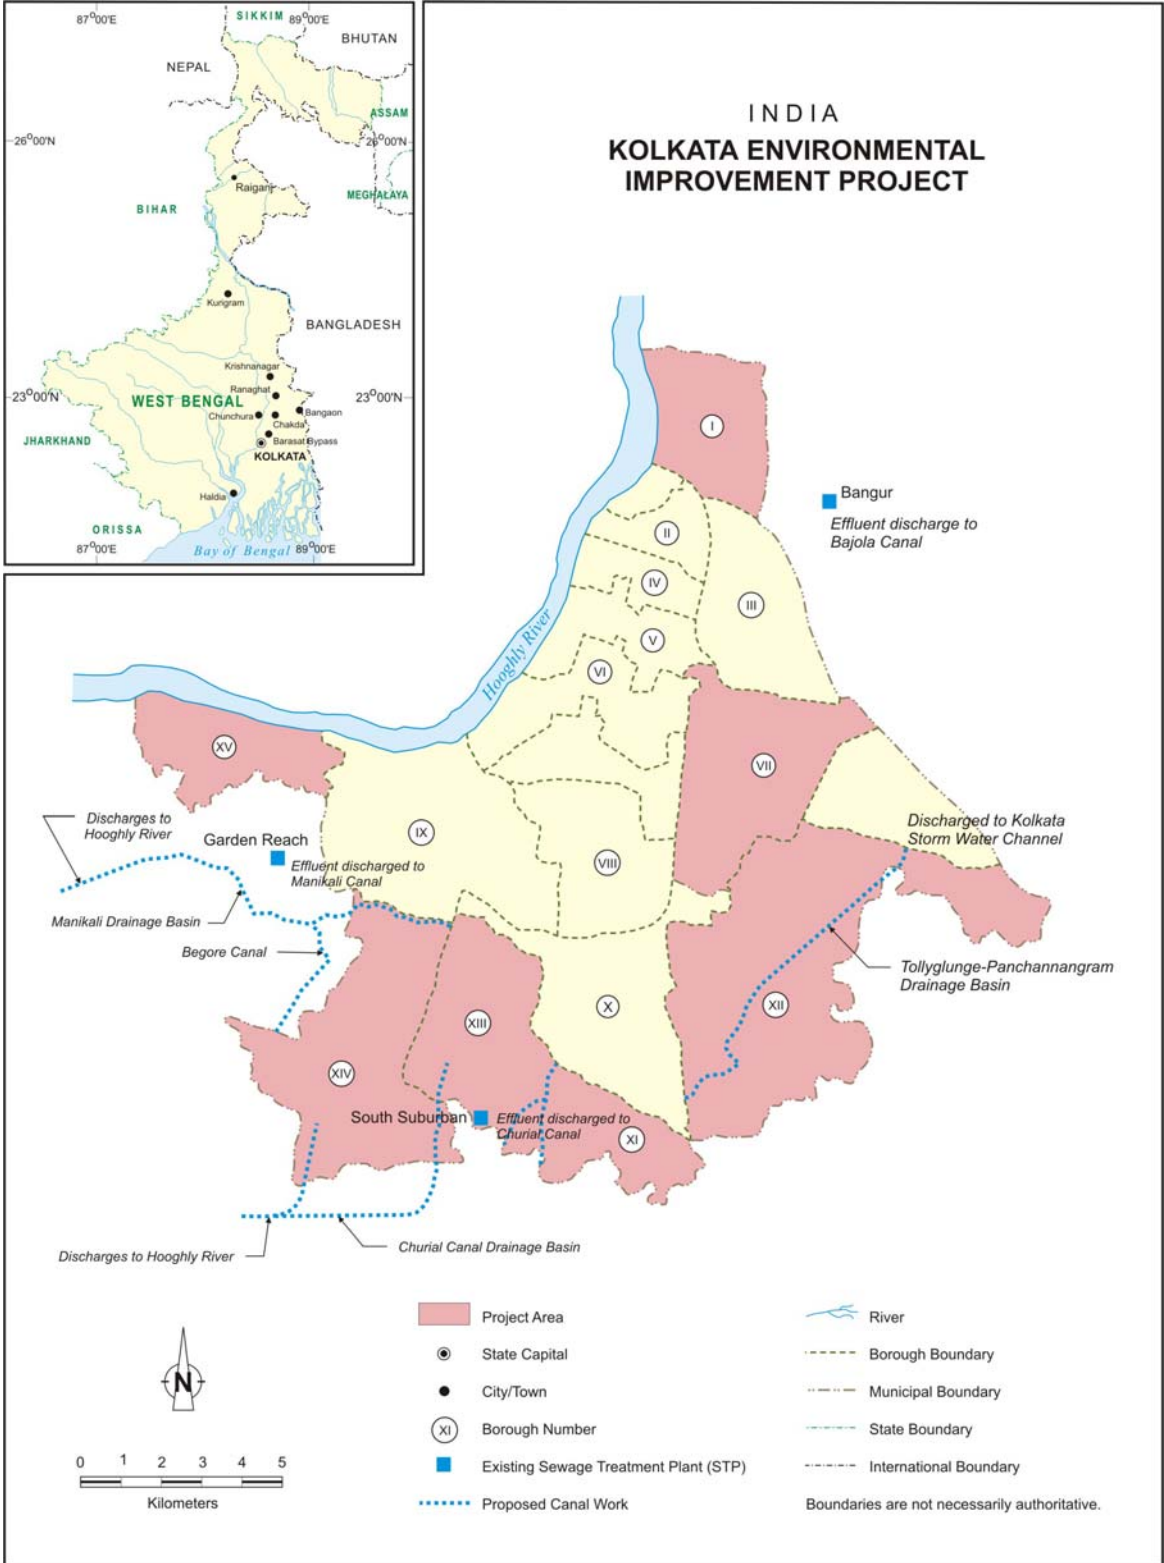 87°00'E
SIKKIM
89°00'E
BHUTAN
NEPAL
ASSAM
26°00'N
26°00'N
Raiganj
MEGHALAYA
BIHAR
Kurigram
BANGLADESH
Krishnanagar
Ranaghat
23°00'N
WEST BENGAL
23°00'N
Chunchura
Bangaon
Chakda
JHARKHAND
Barasat Bypass
KOLKATA
Haldia
ORISSA
87°00'E
Bay of Bengal
89°00'E
INDIA
KOLKATA ENVIRONMENTAL
IMPROVEMENT PROJECT
I
Bangur
Effluent discharge to
Bajola Canal
II
IV
III
V
VI
Hooghly River
XV
VII
Discharges to
Hooghly River
Garden Reach
Effluent discharged to
Manikali Canal
IX
VIII
Discharged to Kolkata
Storm Water Channel
Manikali Drainage Basin
Begore Canal
Tollyglunge-Panchannangram
Drainage Basin
X
XII
XIII
XIV
South Suburban
Effluent discharged to
Churial Canal
XI
Discharges to Hooghly River
Churial Canal Drainage Basin
N
0 1 2 3 4 5
Kilometers
Project Area
State Capital
City/Town
XI
Borough Number
Existing Sewage Treatment Plant (STP)
Proposed Canal Work
River
Borough Boundary
Municipal Boundary
State Boundary
International Boundary
Boundaries are not necessarily authoritative.